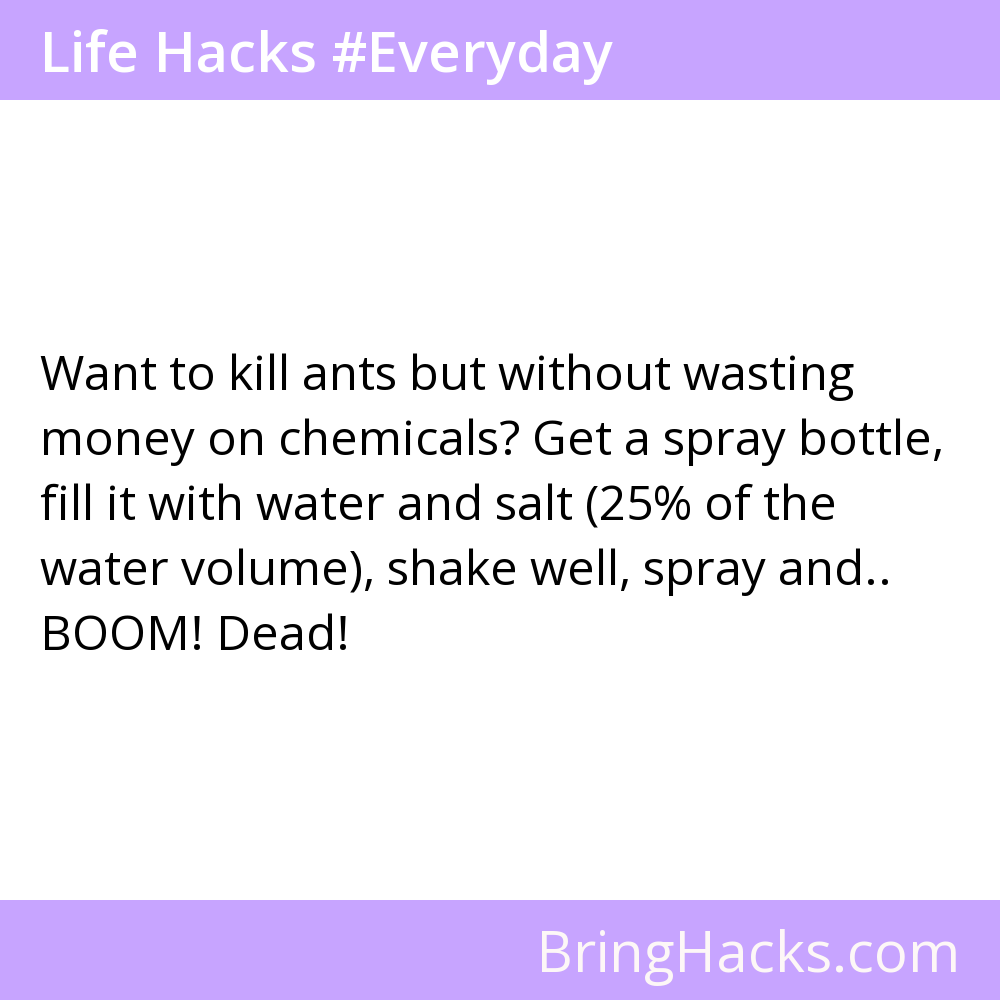 Life Hacks #Everyday
Want to kill ants but without wasting
money on chemicals? Get a spray bottle,
fill it with water and salt (25% of the
water volume), shake well, spray and..
BOOM! Dead!
BringHacks.com